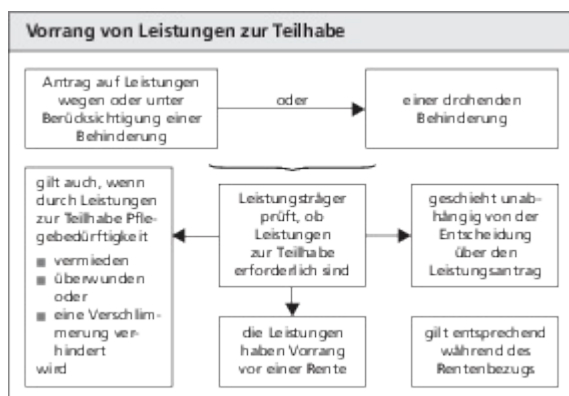 Vorrang von Leistungen zur Teilhabe
Antrag auf Leistungen
wegen oder unter
Berücksichtigung einer
Behinderung
oder
einer drohenden
Behinderung
gilt auch, wenn
durch Leistungen
zur Teilhabe Pfle-
gebedürftigkeit
vermieden
überwunden
oder
eine Verschlim-
merung ver-
hindert
wird
Leistungsträger
prüft, ob
Leistungen
zur Teilhabe
erforderlich sind
geschieht unab-
hängig von der
Entscheidung
über den
Leistungsantrag
die Leistungen
haben Vorrang
vor einer Rente
gilt entsprechend
während des
Rentenbezugs